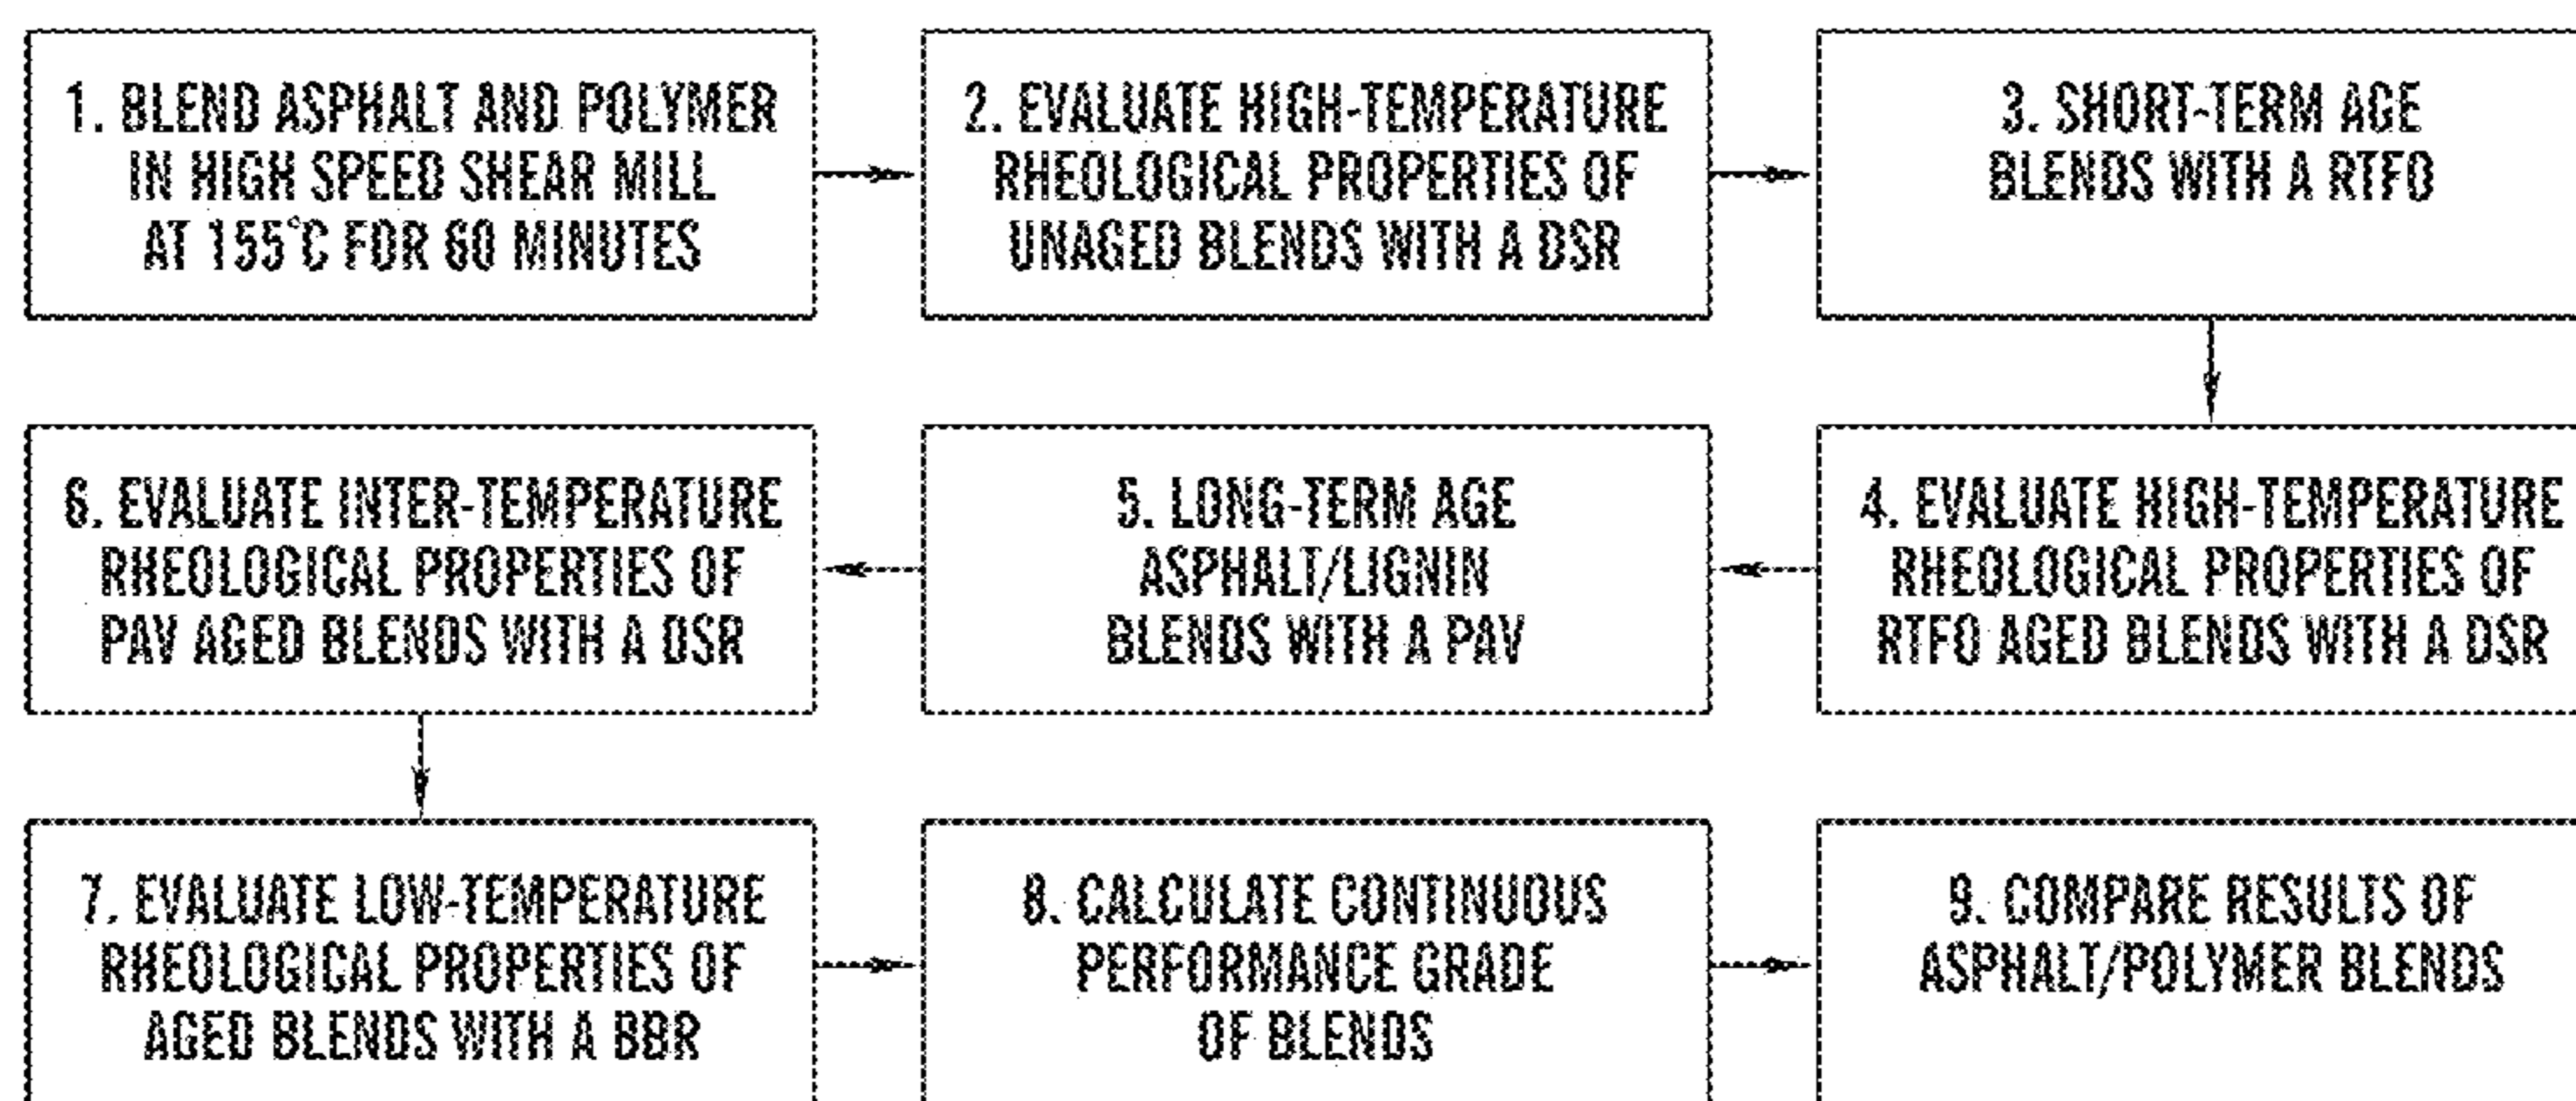 1. BLEND ASPHALT AND POLYMER
IN HIGH SPEED SHEAR MILL
AT 155°C FOR 60 MINUTES
2. EVALUATE HIGH-TEMPERATURE
RHEOLOGICAL PROPERTIES OF
UNAGED BLENDS WITH A DSR
3. SHORT-TERM AGE
BLENDS WITH A RTFO
4. EVALUATE HIGH-TEMPERATURE
RHEOLOGICAL PROPERTIES OF
RTFO AGED BLENDS WITH A DSR
5. LONG-TERM AGE
ASPHALT/LIGNIN
BLENDS WITH A PAV
6. EVALUATE INTER-TEMPERATURE
RHEOLOGICAL PROPERTIES OF
PAV AGED BLENDS WITH A DSR
7. EVALUATE LOW-TEMPERATURE
RHEOLOGICAL PROPERTIES OF
AGED BLENDS WITH A BBR
8. CALCULATE CONTINUOUS
PERFORMANCE GRADE
OF BLENDS
9. COMPARE RESULTS OF
ASPHALT/POLYMER BLENDS